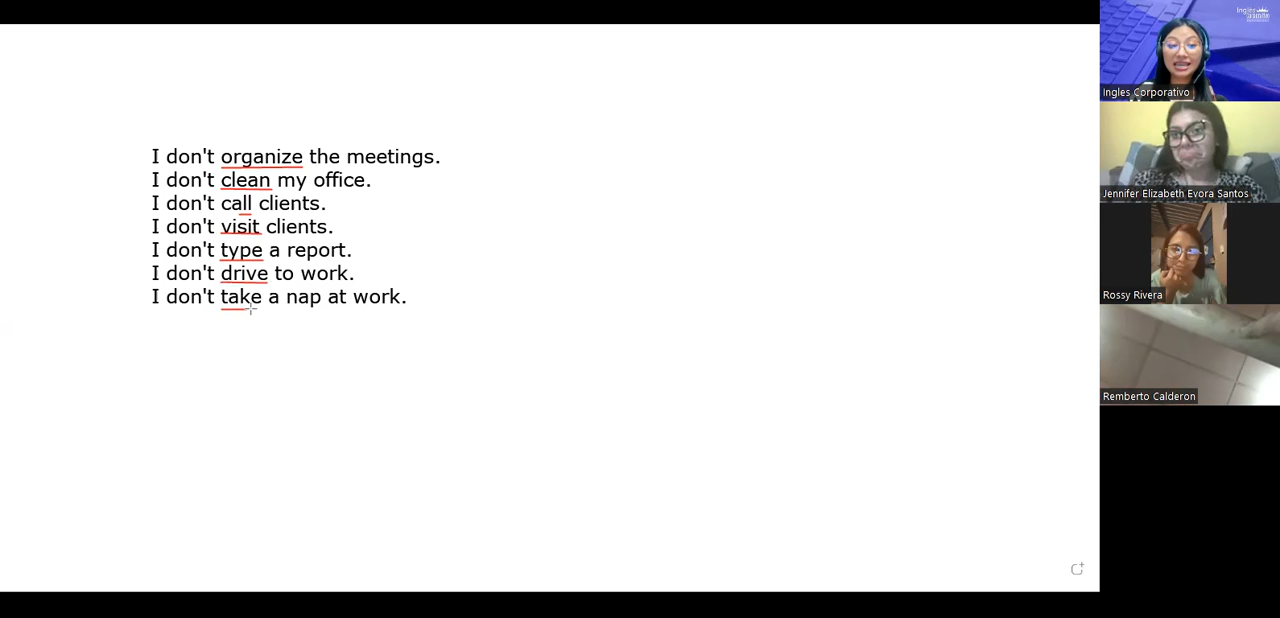 I don't organize the meetings.
I don't clean my office.
I don't call clients.
I don't visit clients.
I don't type a report.
I don't drive to work.
I don't take a nap at work.
Ingles Corporativo
Jennifer Elizabeth Evora Santos
Rossy Rivera
Remberto Calderon